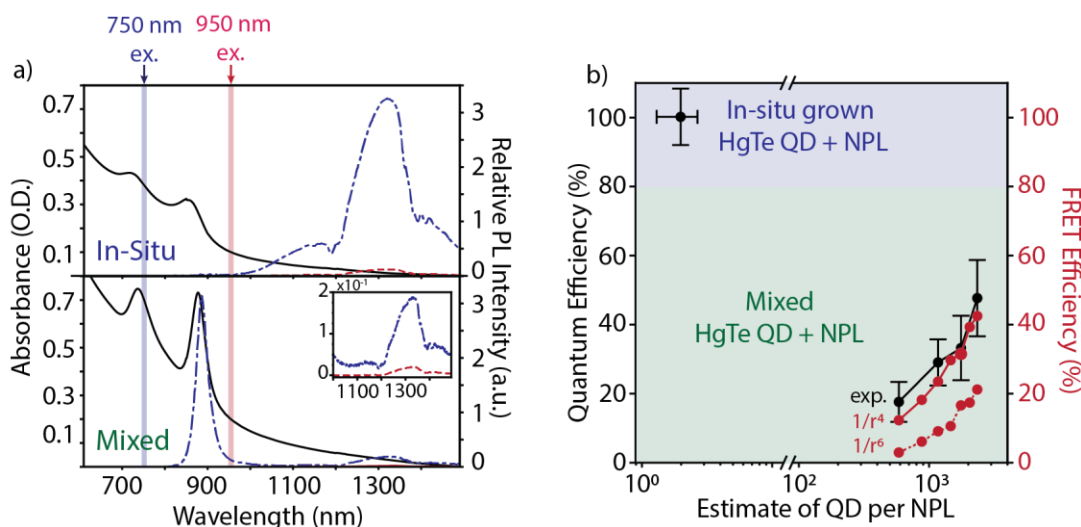 750 nm
ex.
950 nm
ex.
a)
0.7
0.5
0.3
0.1
In-Situ
3
2
1
0
0.7
0.5
0.3
0.1
Mixed
x10⁻¹
2
1
0
1100
1300
3
2
1
0
700
900
1100
1300
Absorbance (O.D.)
Relative PL Intensity (a.u.)
Wavelength (nm)
b)
100
80
60
40
20
0
Quantum Efficiency (%)
In-situ grown
HgTe QD + NPL
Mixed
HgTe QD + NPL
exp.
1/r⁴
1/r⁶
100
80
60
40
20
0
FRET Efficiency (%)
10⁰
10²
10³
Estimate of QD per NPL